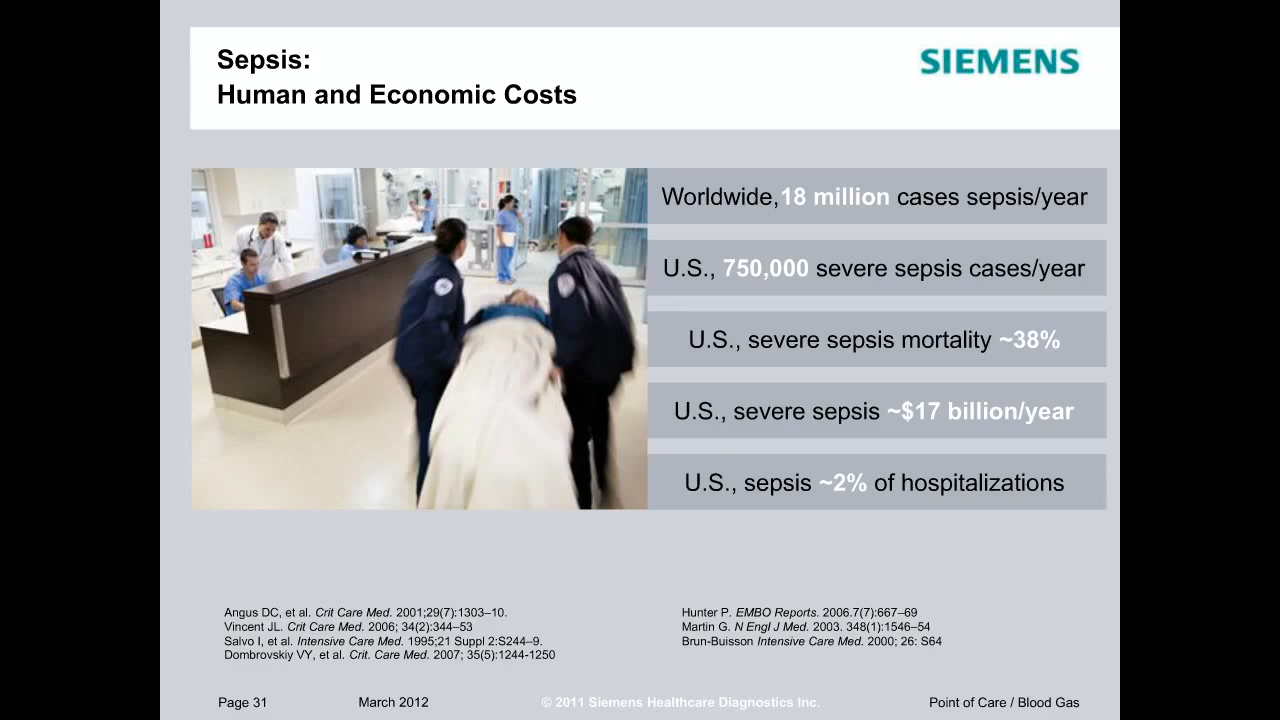 Sepsis:
Human and Economic Costs
SIEMENS
Worldwide,18 million cases sepsis/year
U.S., 750,000 severe sepsis cases/year
U.S., severe sepsis mortality ~38%
U.S., severe sepsis ~$17 billion/year
U.S., sepsis ~2% of hospitalizations
Angus DC, et al. Crit Care Med. 2001;29(7):1303–10.
Vincent JL. Crit Care Med. 2006; 34(2):344–53
Salvo I, et al. Intensive Care Med. 1995;21 Suppl 2:S244–9.
Dombrovskiy VY, et al. Crit. Care Med. 2007; 35(5):1244-1250
Hunter P. EMBO Reports. 2006.7(7):667–69
Martin G. N Engl J Med. 2003. 348(1):1546–54
Brun-Buisson Intensive Care Med. 2000; 26: S64
Page 31
March 2012
© 2011 Siemens Healthcare Diagnostics Inc.
Point of Care / Blood Gas